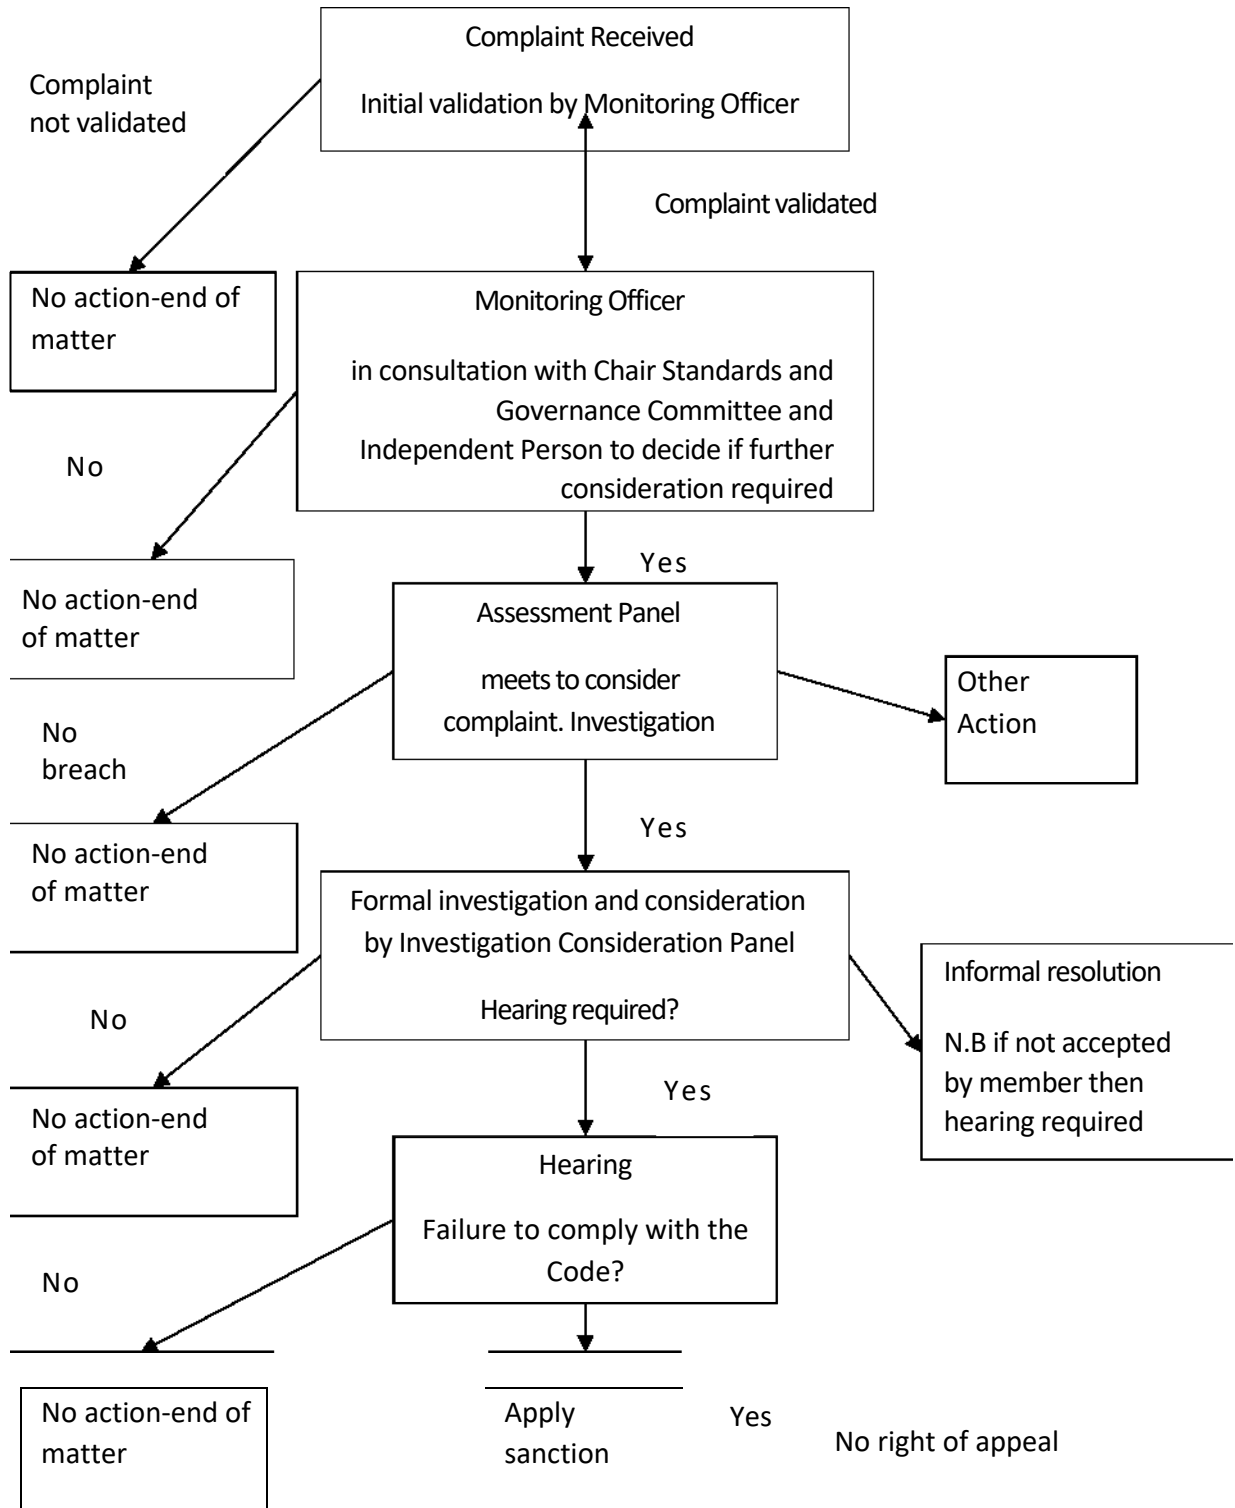 Complaint Received
Complaint
not validated
Initial validation by Monitoring Officer
Complaint validated
No action-end of
matter
Monitoring Officer
in consultation with Chair Standards and
Governance Committee and
Independent Person to decide if further
consideration required
No
Yes
No action-end
of matter
Assessment Panel
meets to consider
complaint. Investigation
Other
Action
No
breach
Yes
No action-end
of matter
Formal investigation and consideration
by Investigation Consideration Panel
Hearing required?
Informal resolution
N.B if not accepted
by member then
hearing required
No
Yes
No action-end
of matter
Hearing
Failure to comply with the
Code?
No
No action-end of
matter
Apply
sanction
Yes
No right of appeal